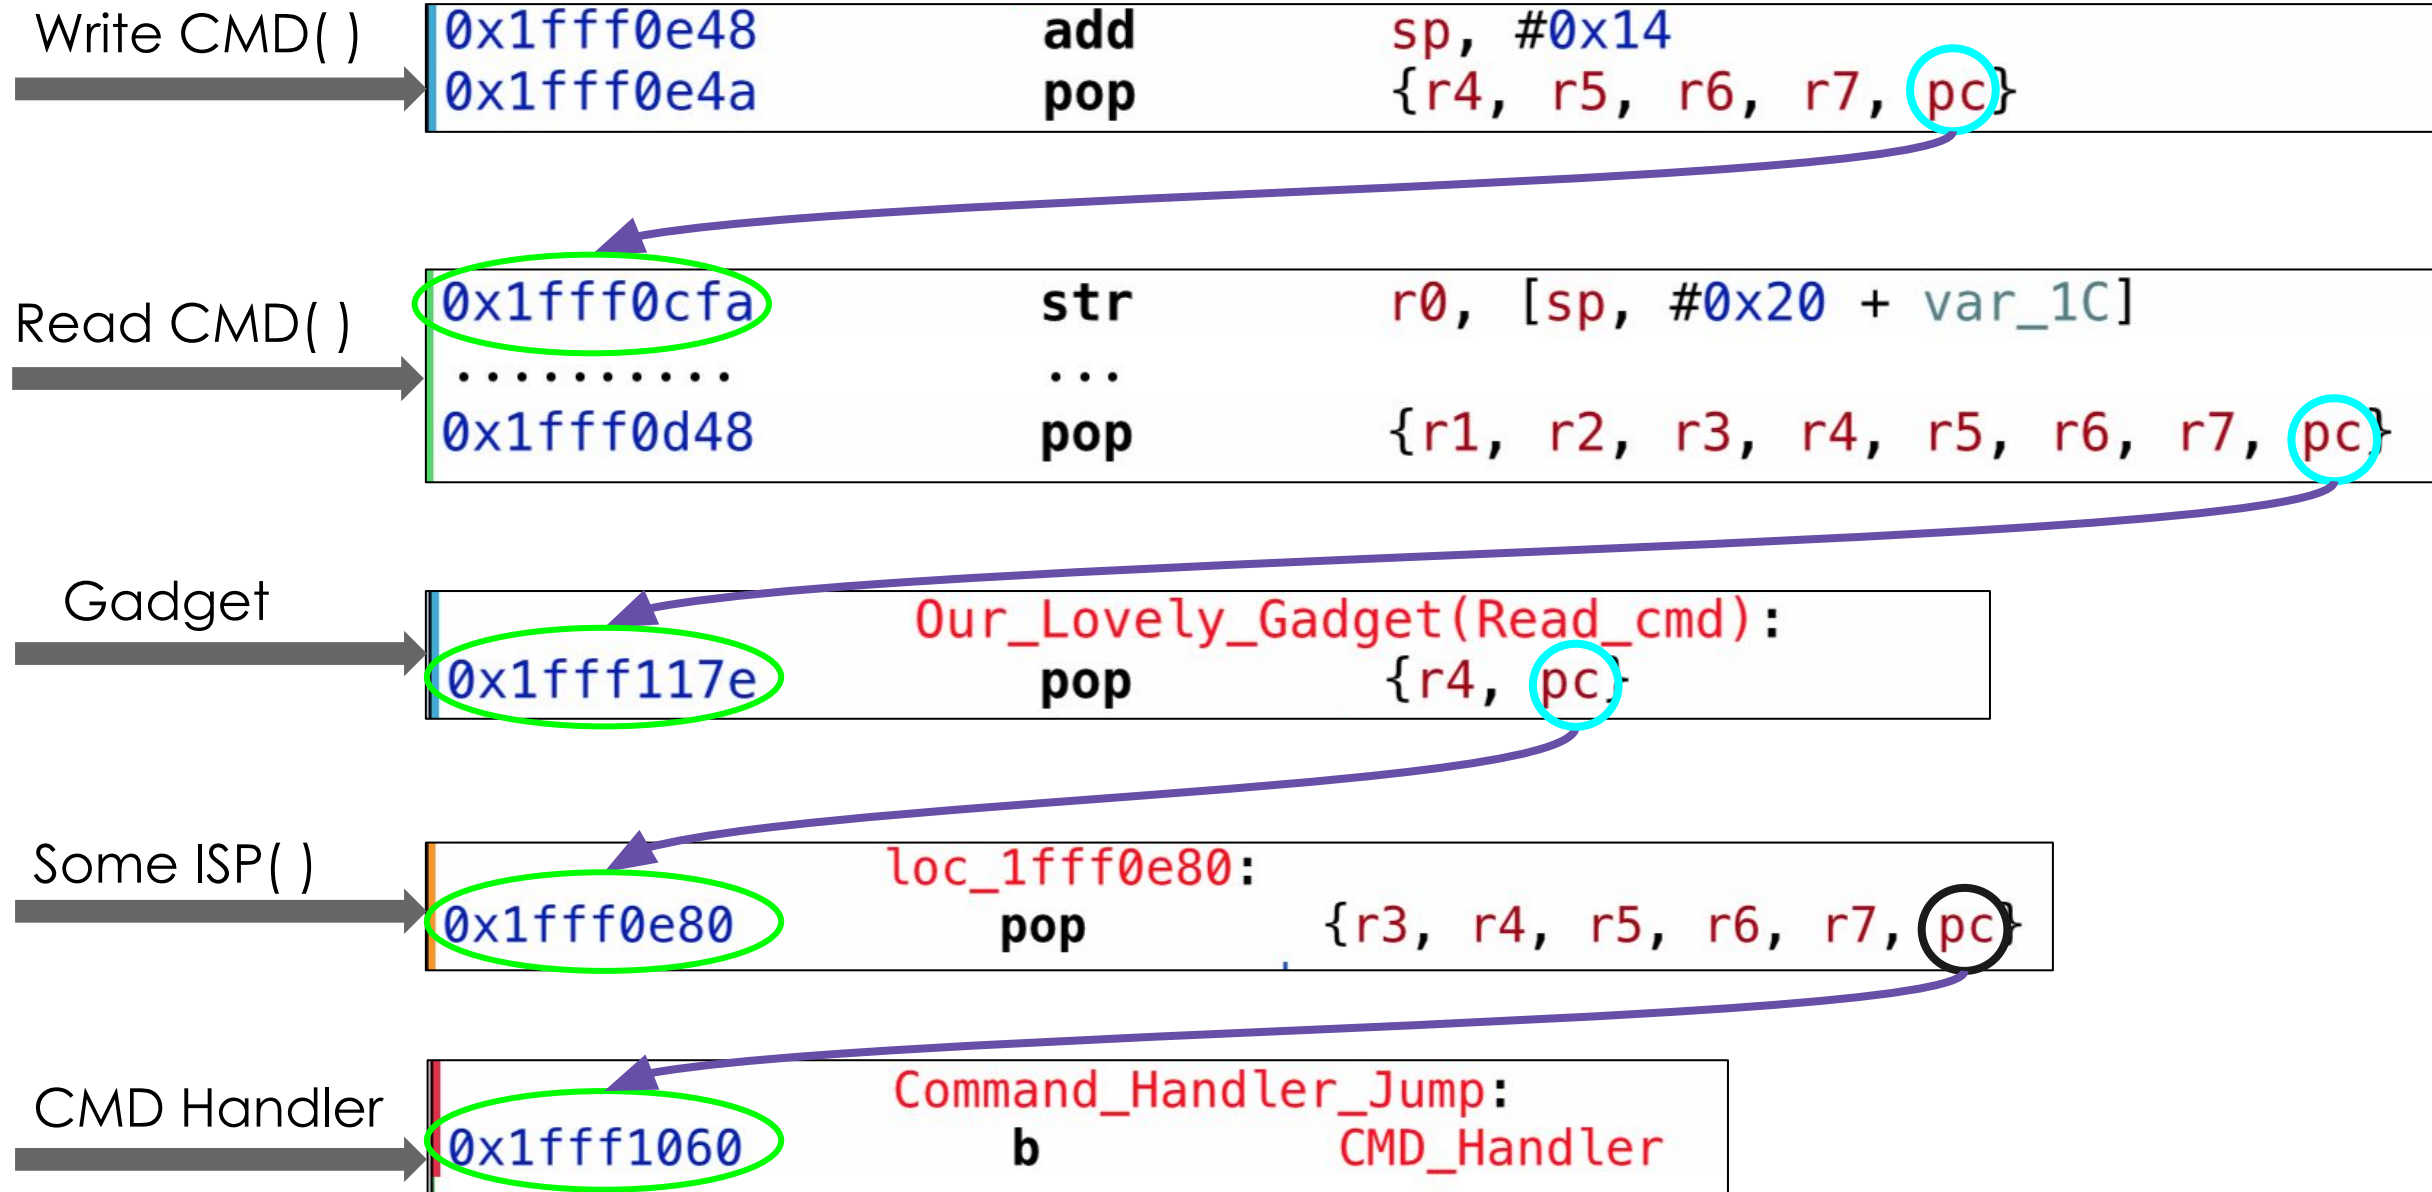 Write CMD( )
0x1fff0e48 add sp, #0x14
0x1fff0e4a pop {r4, r5, r6, r7, pc}
Read CMD( )
0x1fff0cfa str r0, [sp, #0x20 + var_1C]
.......... ...
0x1fff0d48 pop {r1, r2, r3, r4, r5, r6, r7, pc}
Gadget
Our_Lovely_Gadget(Read_cmd):
0x1fff117e pop {r4, pc}
Some ISP( )
loc_1fff0e80:
0x1fff0e80 pop {r3, r4, r5, r6, r7, pc}
CMD Handler
Command_Handler_Jump:
0x1fff1060 b CMD_Handler